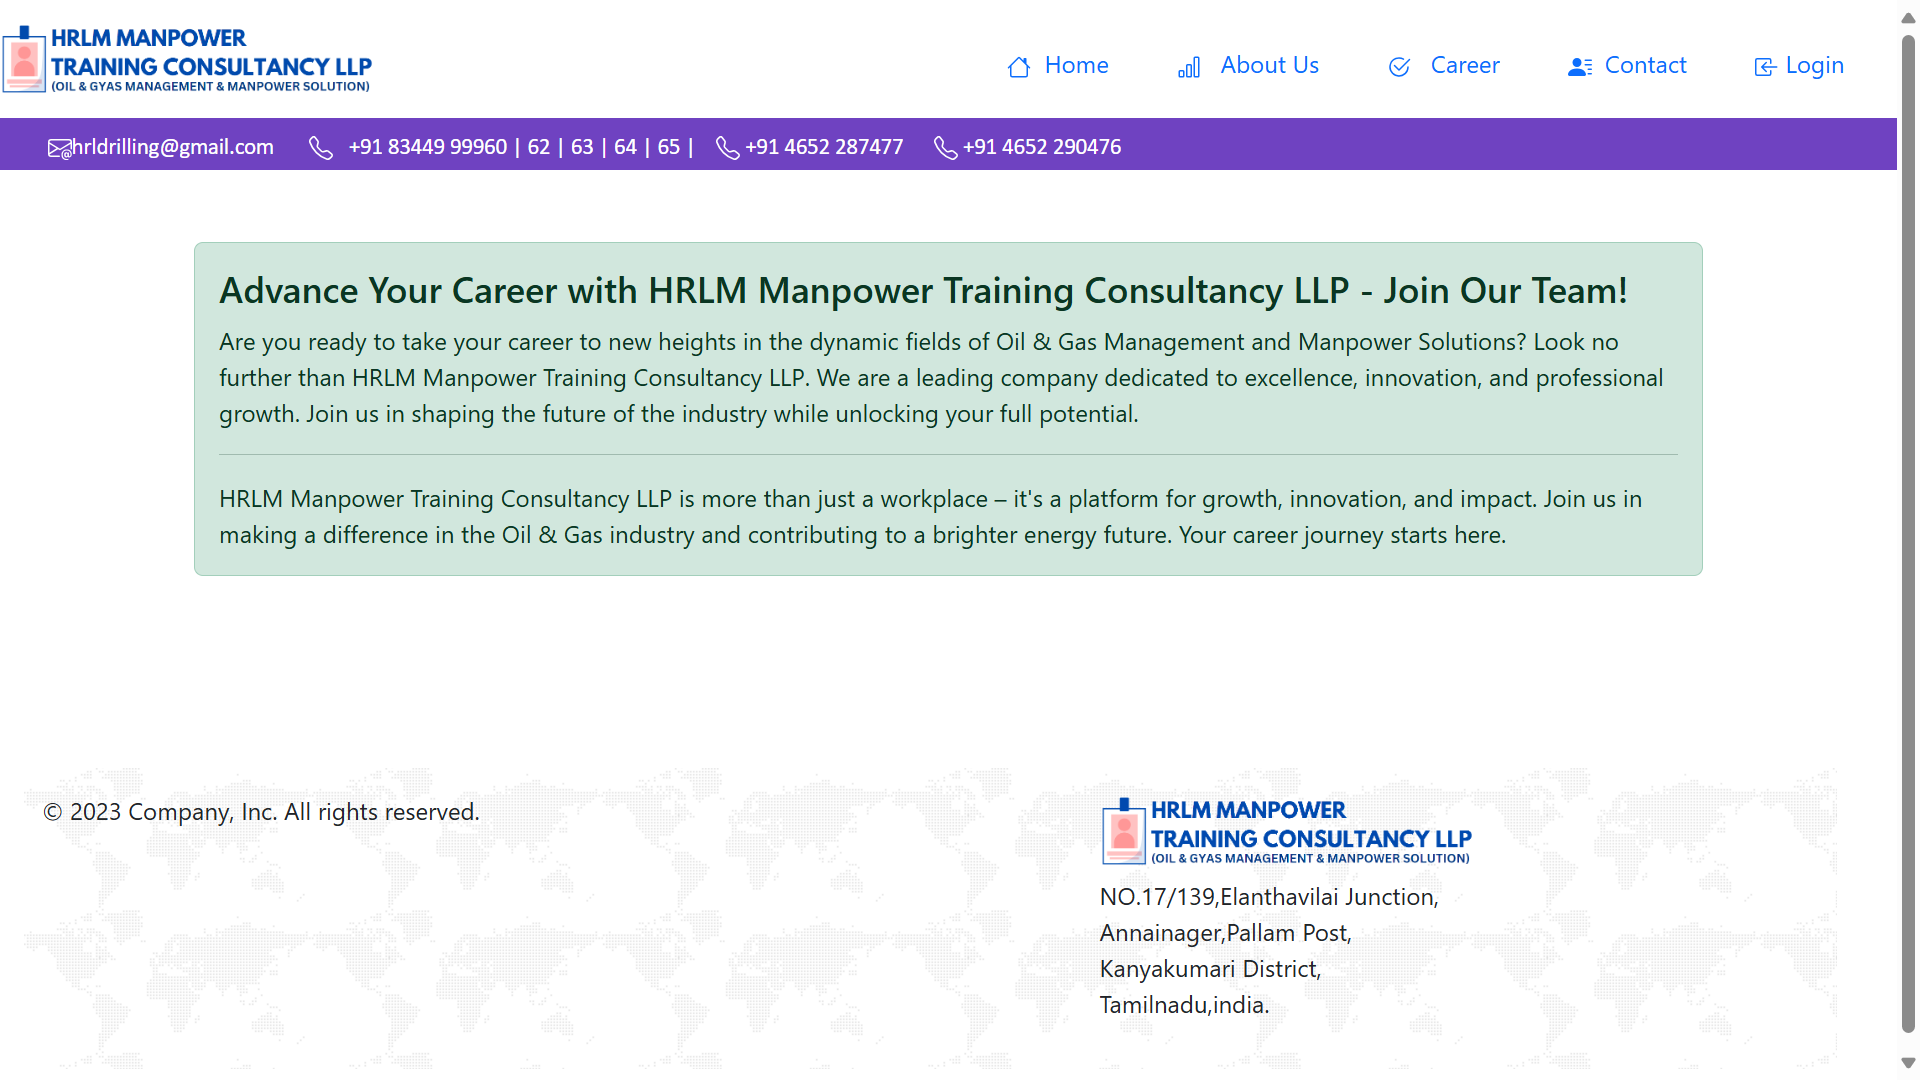 HRLM MANPOWER
TRAINING CONSULTANCY LLP
(OIL & GYAS MANAGEMENT & MANPOWER SOLUTION)
Home About Us Career Contact Login
hrldrilling@gmail.com +91 83449 99960 | 62 | 63 | 64 | 65 | +91 4652 287477 +91 4652 290476
Advance Your Career with HRLM Manpower Training Consultancy LLP - Join Our Team!
Are you ready to take your career to new heights in the dynamic fields of Oil & Gas Management and Manpower Solutions? Look no
further than HRLM Manpower Training Consultancy LLP. We are a leading company dedicated to excellence, innovation, and professional
growth. Join us in shaping the future of the industry while unlocking your full potential.
HRLM Manpower Training Consultancy LLP is more than just a workplace – it's a platform for growth, innovation, and impact. Join us in
making a difference in the Oil & Gas industry and contributing to a brighter energy future. Your career journey starts here.
© 2023 Company, Inc. All rights reserved.
HRLM MANPOWER
TRAINING CONSULTANCY LLP
(OIL & GYAS MANAGEMENT & MANPOWER SOLUTION)
NO.17/139,Elanthavilai Junction,
Annainager,Pallam Post,
Kanyakumari District,
Tamilnadu,india.